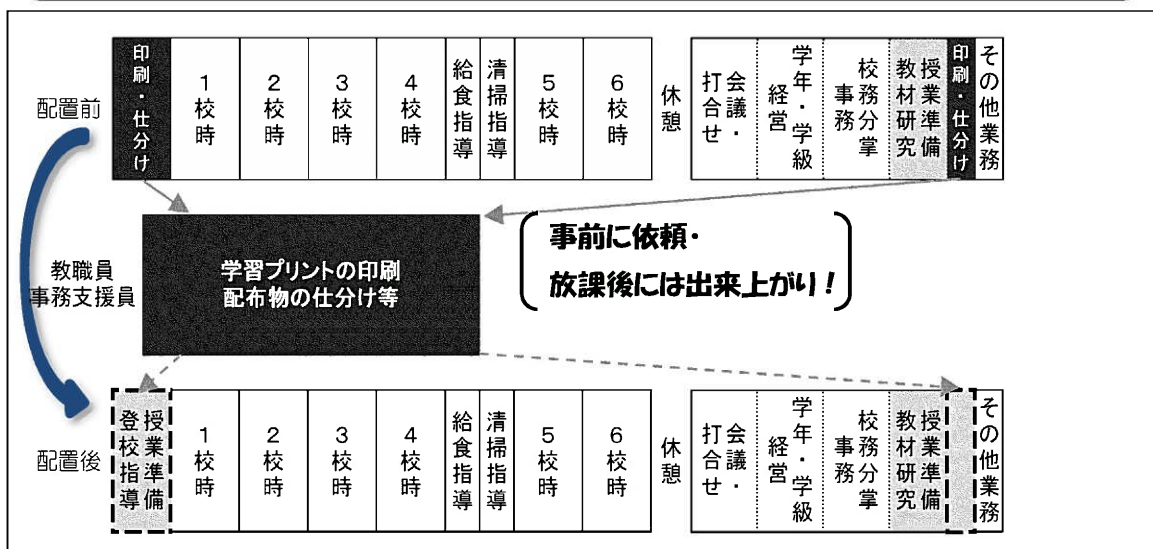 配置前
印刷・仕分け
1校時
2校時
3校時
4校時
給食指導
清掃指導
5校時
6校時
休憩
会議・
打合せ
学年・学級
経営
校務分掌
事務
授業準備
教材研究
印刷・仕分け
その他業務
教職員
事務支援員
学習プリントの印刷
配布物の仕分け等
事前に依頼・
放課後には出来上がり！
配置後
授業準備
登校指導
1校時
2校時
3校時
4校時
給食指導
清掃指導
5校時
6校時
休憩
会議・
打合せ
学年・学級
経営
校務分掌
事務
授業準備
教材研究
その他業務